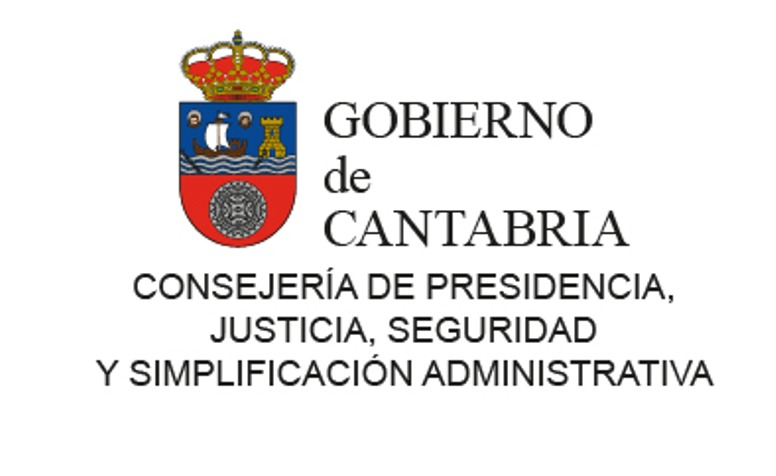 GOBIERNO
de
CANTABRIA
CONSEJERÍA DE PRESIDENCIA,
JUSTICIA, SEGURIDAD
Y SIMPLIFICACIÓN ADMINISTRATIVA